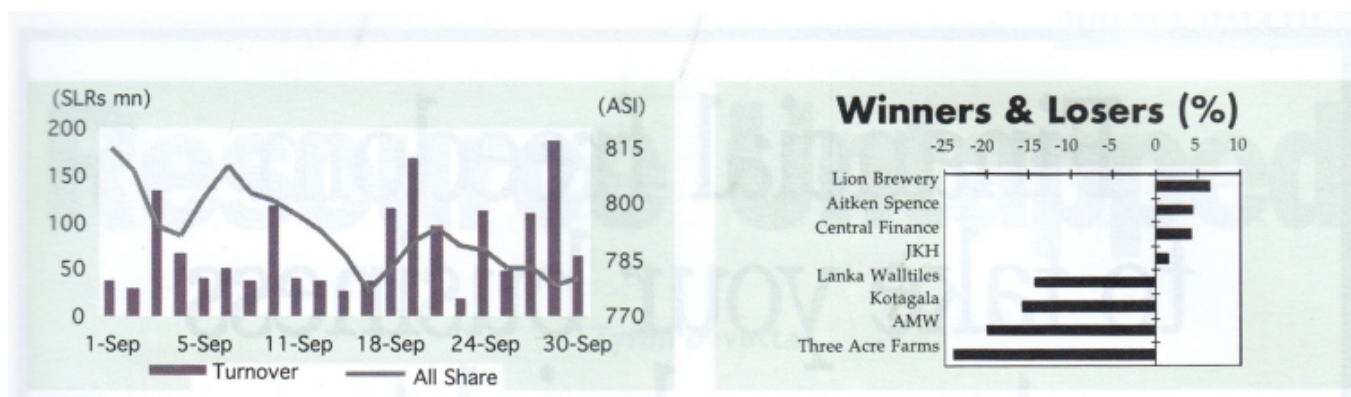 (SLRs mn)
(ASI)
200
150
100
50
0
815
800
785
770
1-Sep 5-Sep 11-Sep 18-Sep 24-Sep 30-Sep
Turnover All Share
Winners & Losers (%)
-25 -20 -15 -10 -5 0 5 10
Lion Brewery
Aitken Spence
Central Finance
JKH
Lanka Walltiles
Kotagala
AMW
Three Acre Farms